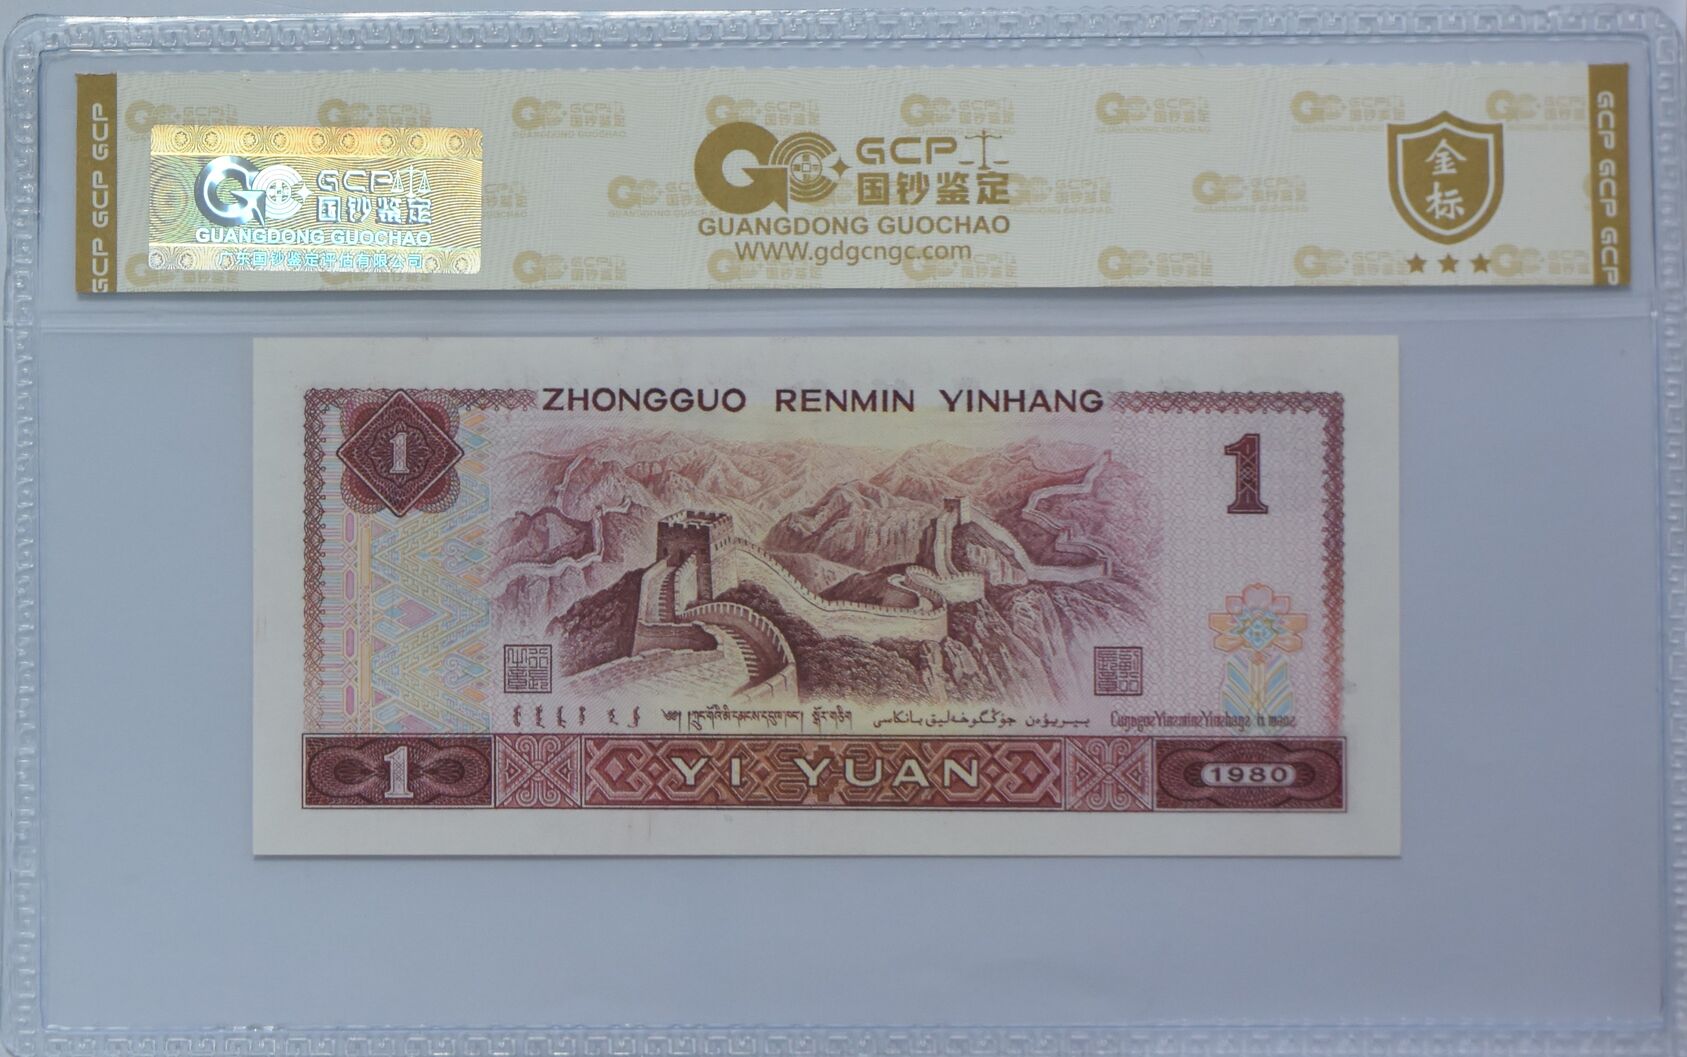 GCP GCP GCP
GCP
国钞鉴定
GUANGDONG GUOCHAO
广东国钞鉴定评估有限公司
GCP
国钞鉴定
GUANGDONG GUOCHAO
WWW.gdgcngc.com
金标
GCP GCP GCP
ZHONGGUO RENMIN YINHANG
1
1
1
YI YUAN
1980